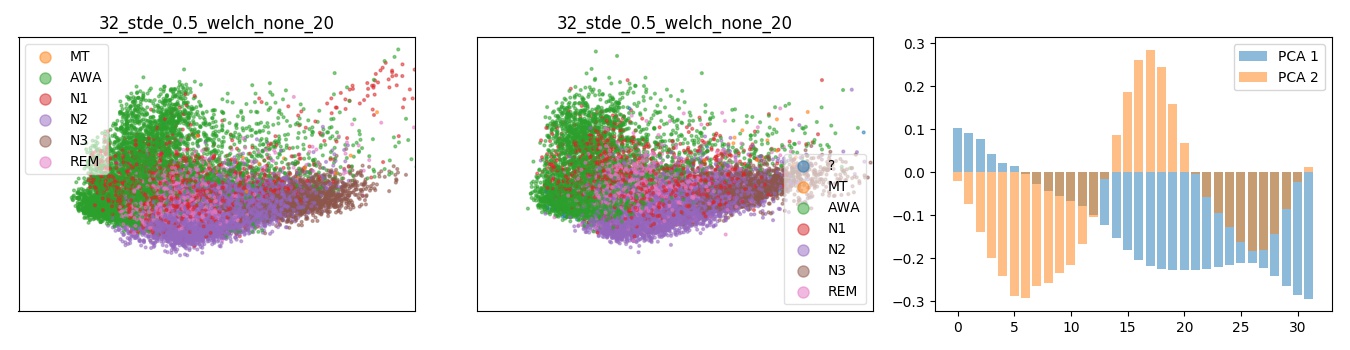 32_stde_0.5_welch_none_20
MT
AWA
N1
N2
N3
REM
32_stde_0.5_welch_none_20
?
MT
AWA
N1
N2
N3
REM
PCA 1
PCA 2
0.3
0.2
0.1
0.0
−0.1
−0.2
−0.3
0 5 10 15 20 25 30